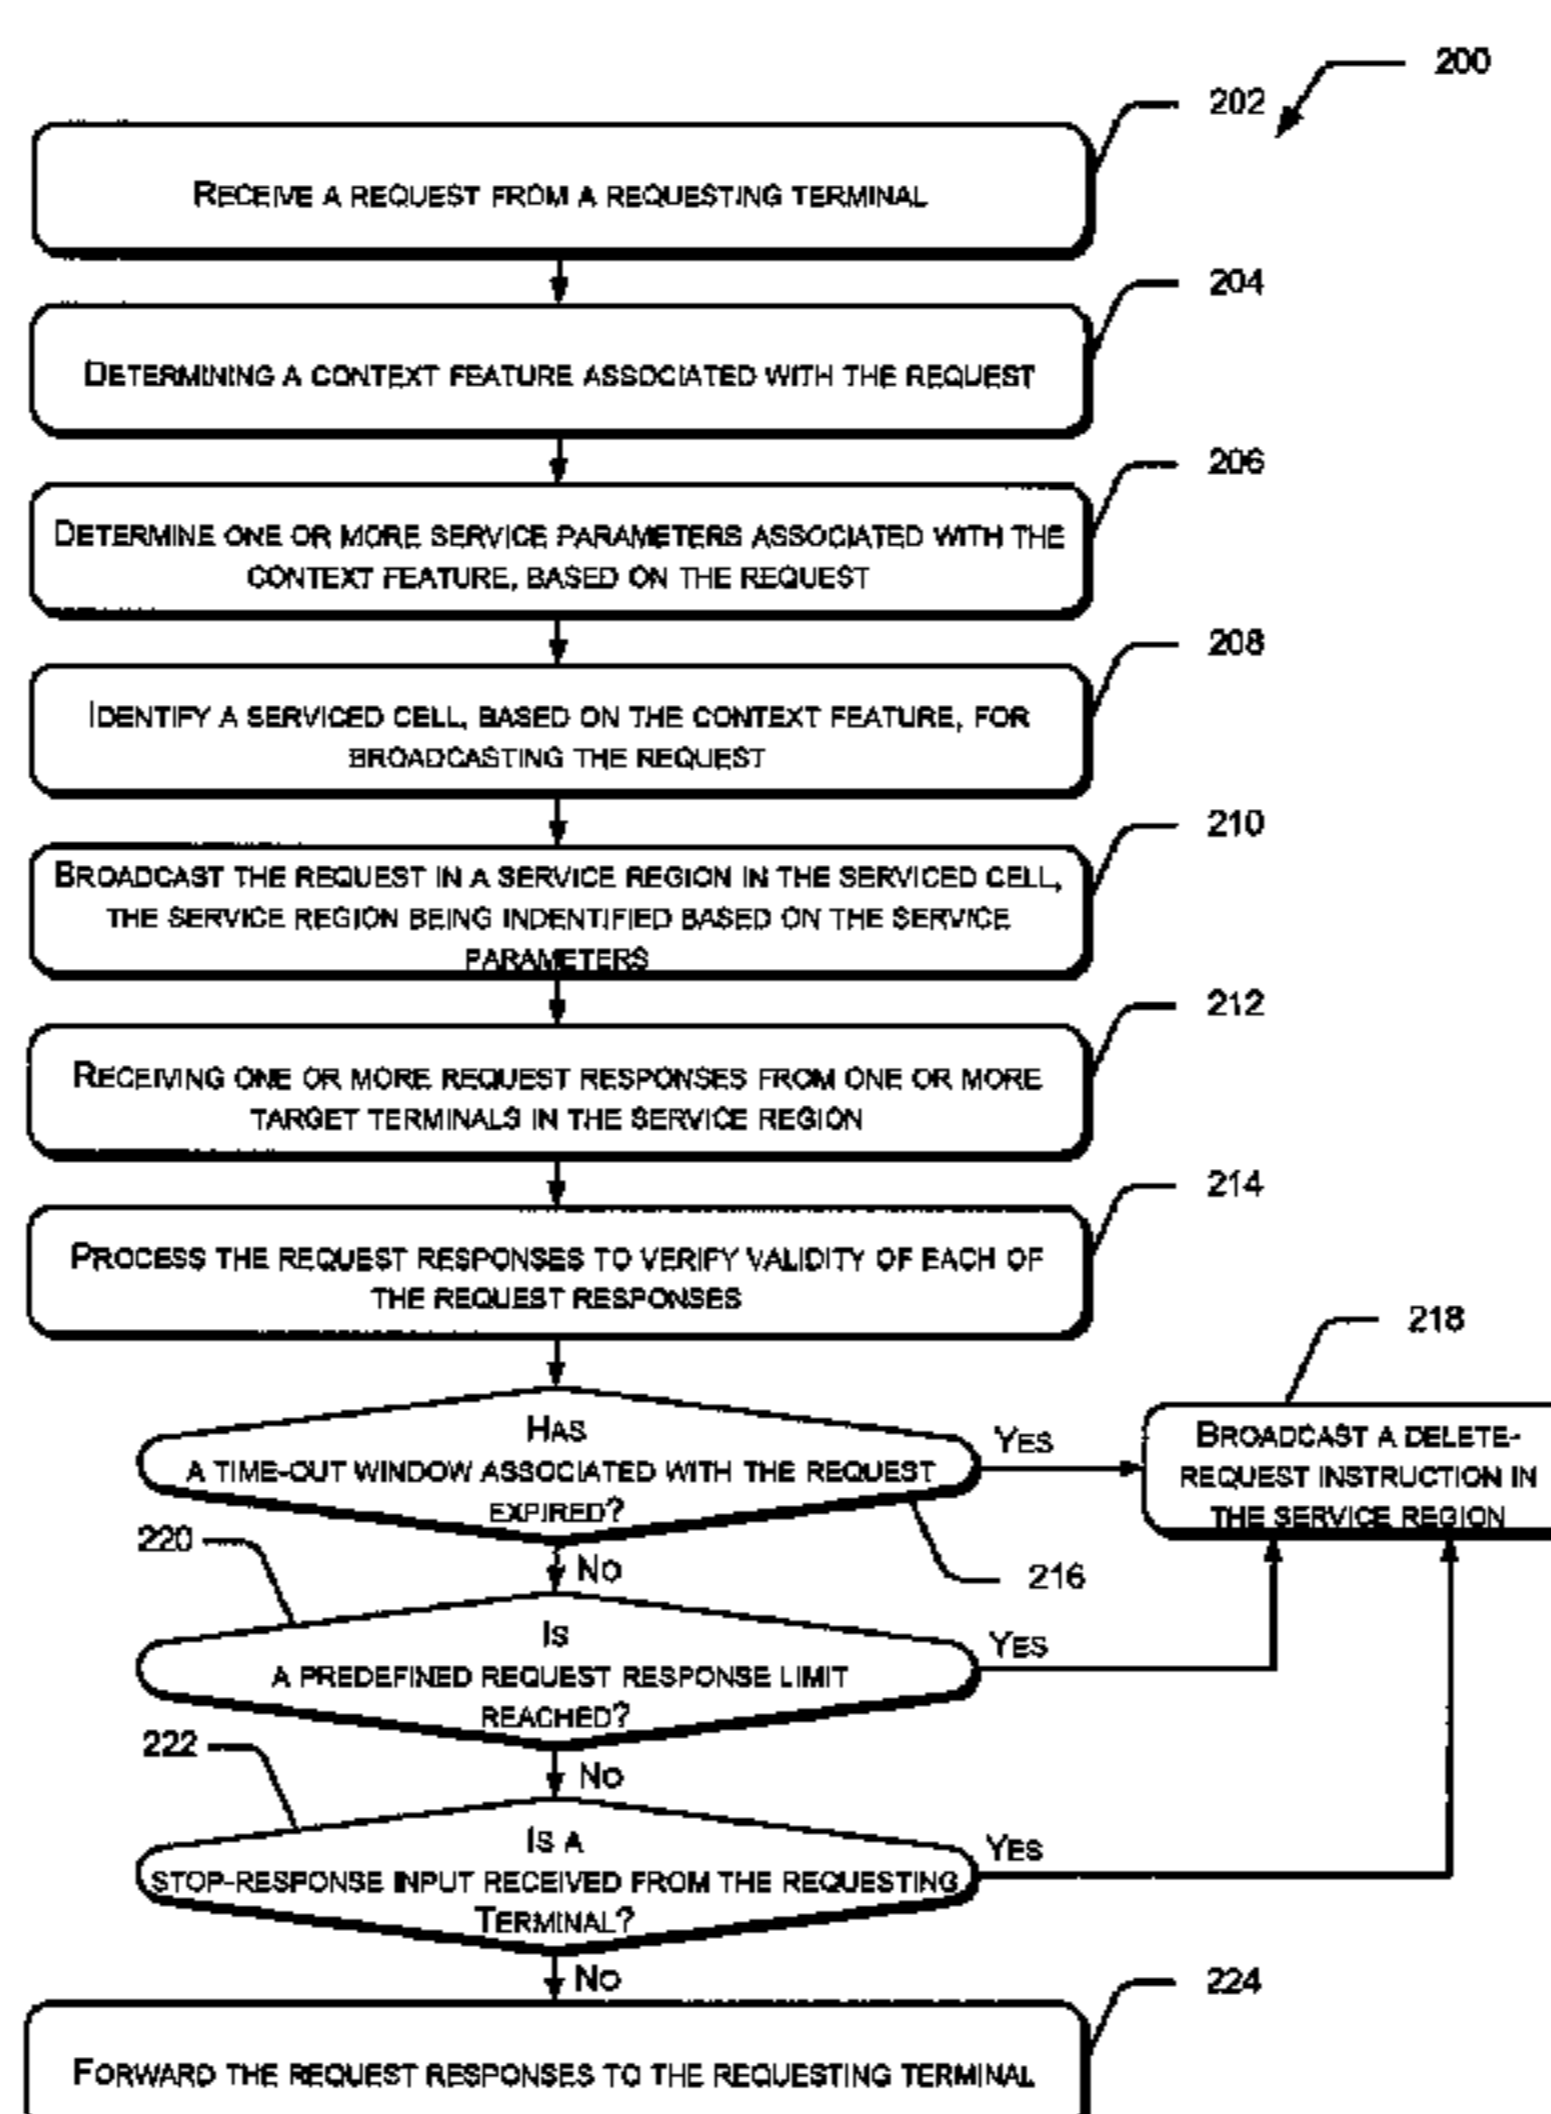 200
202
RECEIVE A REQUEST FROM A REQUESTING TERMINAL
204
DETERMINING A CONTEXT FEATURE ASSOCIATED WITH THE REQUEST
206
DETERMINE ONE OR MORE SERVICE PARAMETERS ASSOCIATED WITH THE
CONTEXT FEATURE, BASED ON THE REQUEST
208
IDENTIFY A SERVICED CELL, BASED ON THE CONTEXT FEATURE, FOR
BROADCASTING THE REQUEST
210
BROADCAST THE REQUEST IN A SERVICE REGION IN THE SERVICED CELL,
THE SERVICE REGION BEING INDENTIFIED BASED ON THE SERVICE
PARAMETERS
212
RECEIVING ONE OR MORE REQUEST RESPONSES FROM ONE OR MORE
TARGET TERMINALS IN THE SERVICE REGION
214
PROCESS THE REQUEST RESPONSES TO VERIFY VALIDITY OF EACH OF
THE REQUEST RESPONSES
HAS
A TIME-OUT WINDOW ASSOCIATED WITH THE REQUEST
EXPIRED?
216
YES
218
BROADCAST A DELETE-
REQUEST INSTRUCTION IN
THE SERVICE REGION
NO
220
IS
A PREDEFINED REQUEST RESPONSE LIMIT
REACHED?
YES
NO
222
IS A
STOP-RESPONSE INPUT RECEIVED FROM THE REQUESTING
TERMINAL?
YES
NO
224
FORWARD THE REQUEST RESPONSES TO THE REQUESTING TERMINAL